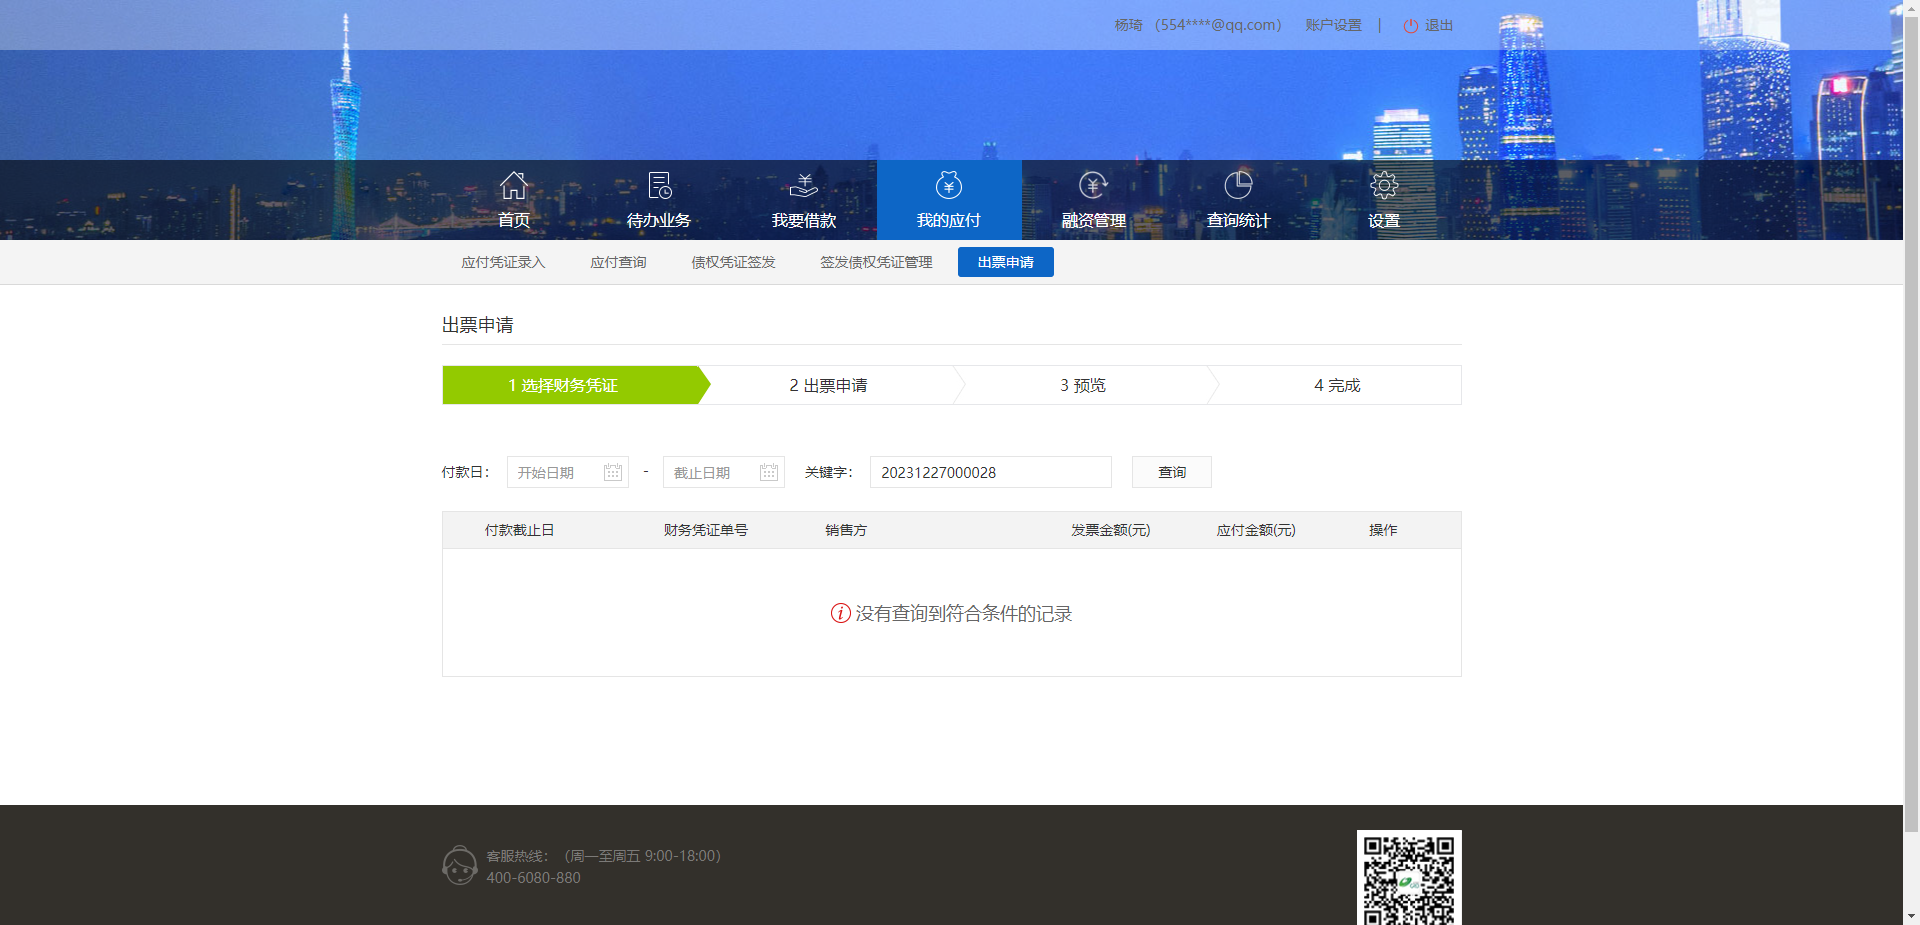 杨琦 （554****@qq.com） 账户设置 | 退出
首页 待办业务 我要借款 我的应付 融资管理 查询统计 设置
应付凭证录入 应付查询 债权凭证签发 签发债权凭证管理 出票申请
出票申请
1 选择财务凭证 2 出票申请 3 预览 4 完成
付款日： 开始日期 - 截止日期 关键字： 20231227000028 查询
付款截止日 财务凭证单号 销售方 发票金额(元) 应付金额(元) 操作
没有查询到符合条件的记录
客服热线：（周一至周五 9:00-18:00）
400-6080-880